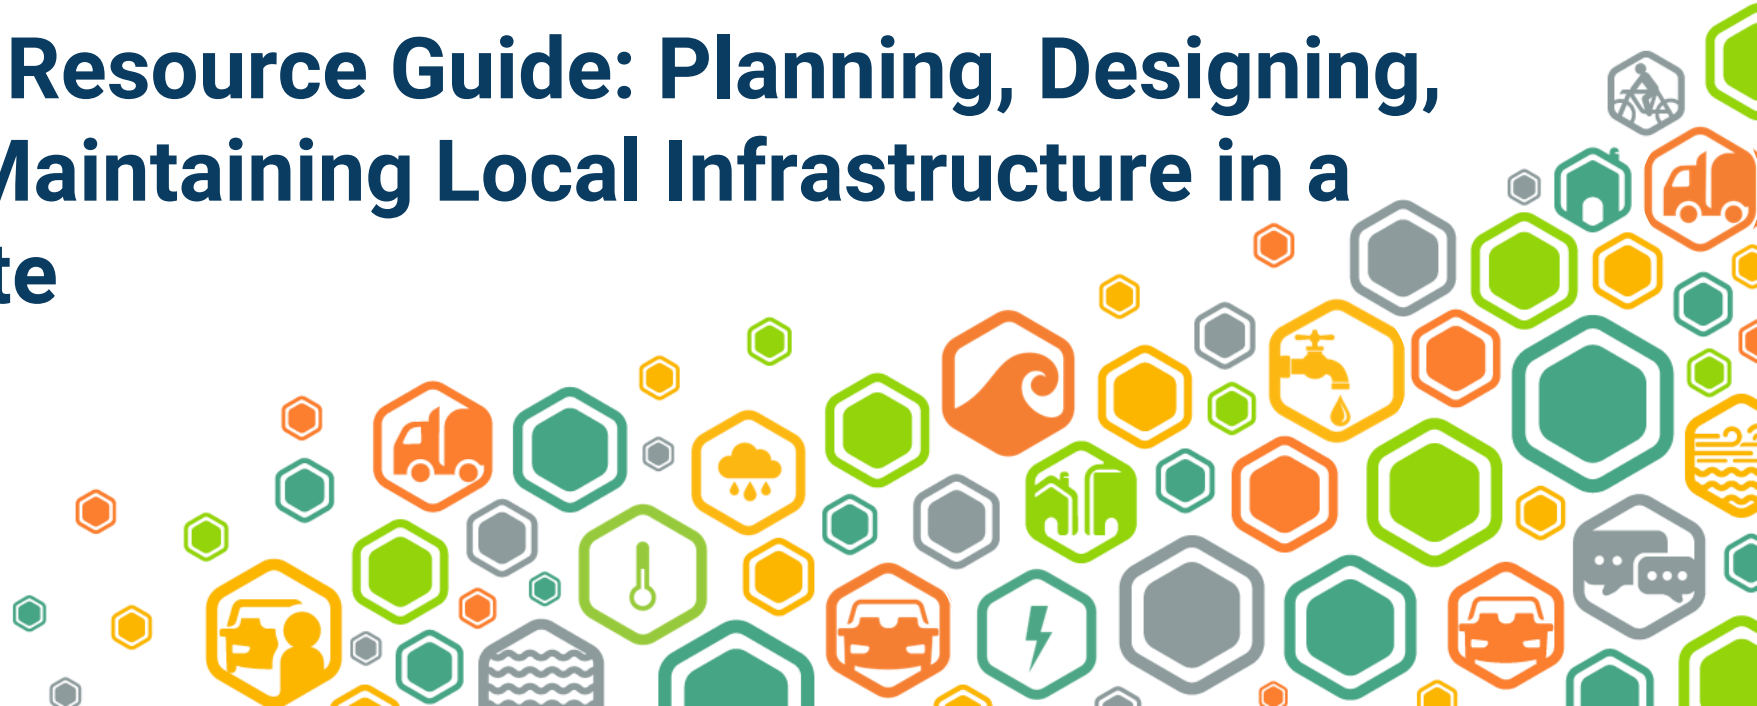 Resource Guide: Planning, Designing,
Maintaining Local Infrastructure in a
te